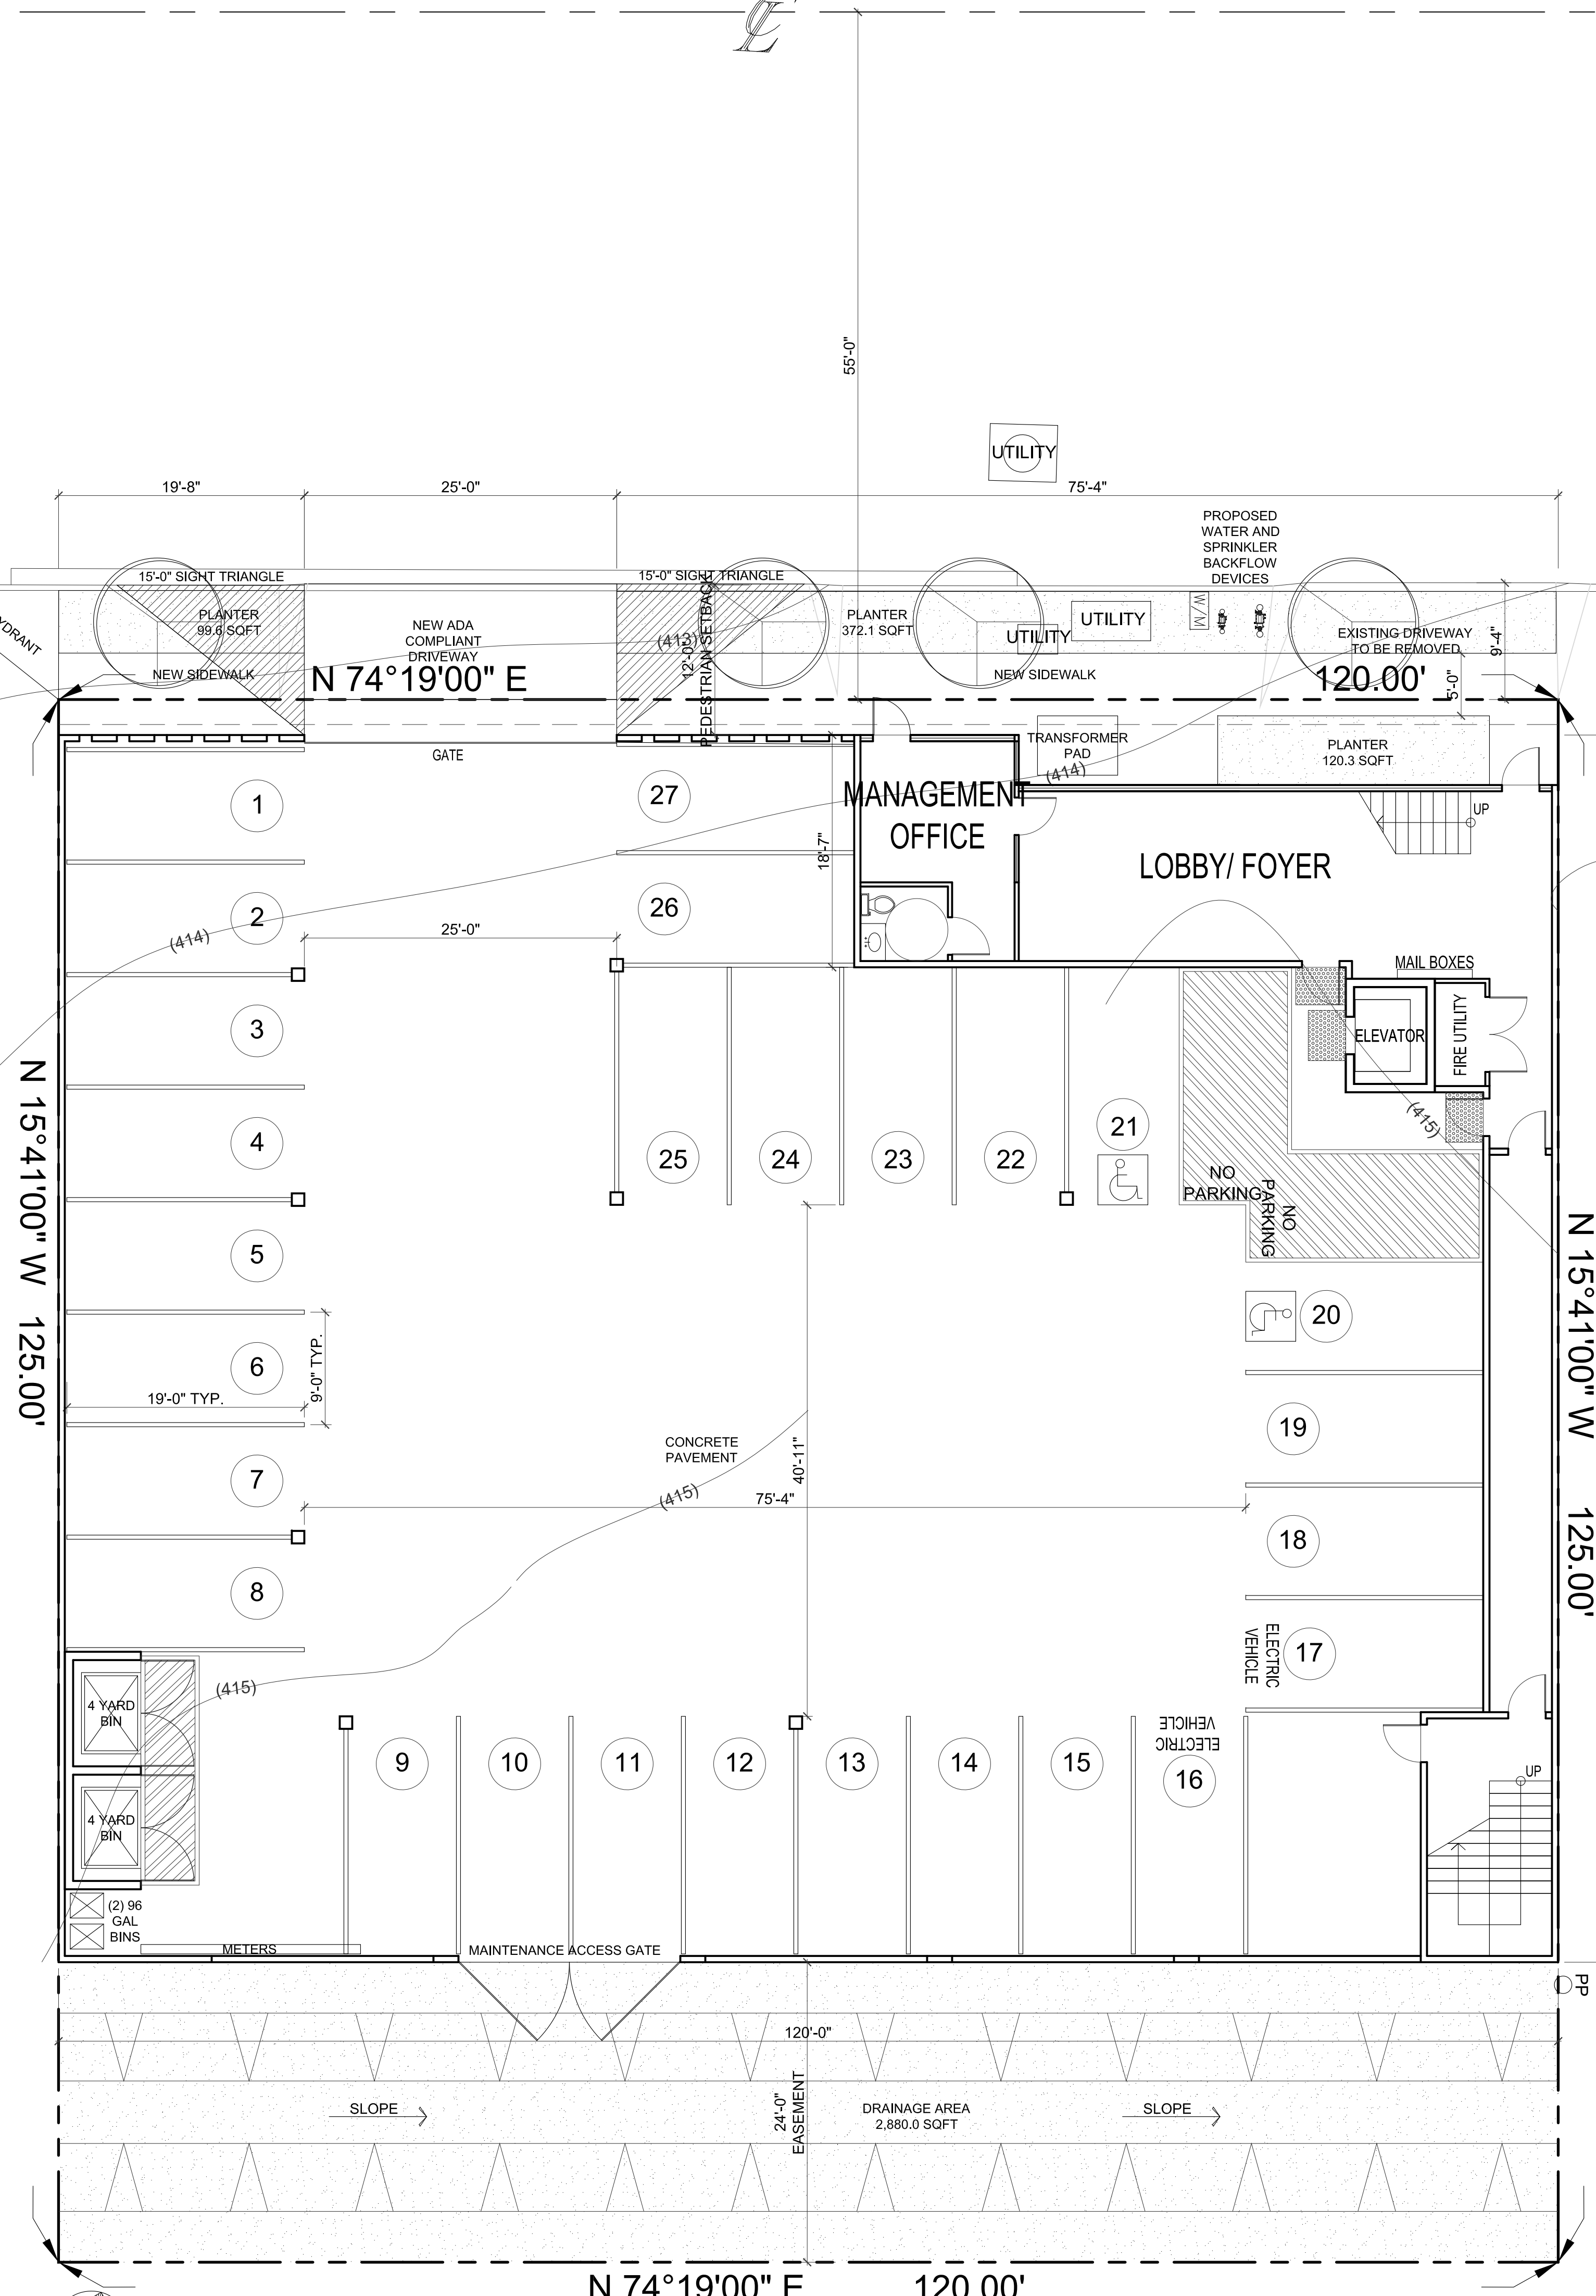 ℄
55'-0"
UTILITY
19'-8"
25'-0"
75'-4"
PROPOSED
WATER AND
SPRINKLER
BACKFLOW
DEVICES
15'-0" SIGHT TRIANGLE
15'-0" SIGHT TRIANGLE
YDRANT
PLANTER
99.6 SQFT
NEW ADA
COMPLIANT
DRIVEWAY
(413)
12'-0"
PEDESTRIAN SETBACK
PLANTER
372.1 SQFT
UTILITY
UTILITY
W/M
EXISTING DRIVEWAY
TO BE REMOVED
9'-4"
NEW SIDEWALK
NEW SIDEWALK
N 74°19'00" E
120.00'
5'-0"
GATE
TRANSFORMER
PAD
(414)
PLANTER
120.3 SQFT
1
27
MANAGEMENT
OFFICE
UP
18'-7"
LOBBY/ FOYER
2
26
(414)
25'-0"
MAIL BOXES
3
ELEVATOR
FIRE UTILITY
N 15°41'00" W 125.00'
4
25
24
23
22
21
(415)
NO
PARKING
NO
PARKING
N 15°41'00" W 125.00'
5
20
6
9'-0" TYP.
19'-0" TYP.
19
CONCRETE
PAVEMENT
40'-11"
7
(415)
75'-4"
18
8
ELECTRIC
VEHICLE
17
(415)
4 YARD
BIN
9
10
11
12
13
14
15
ELECTRIC
VEHICLE
16
UP
4 YARD
BIN
(2) 96
GAL
BINS
METERS
MAINTENANCE ACCESS GATE
PP
120'-0"
SLOPE
24'-0"
EASEMENT
DRAINAGE AREA
2,880.0 SQFT
SLOPE
N 74°19'00" E 120.00'